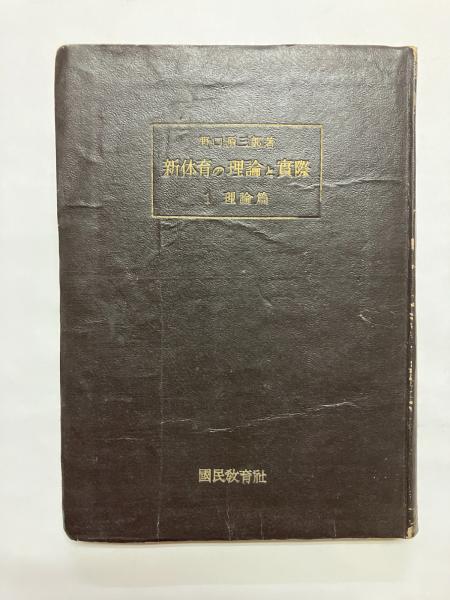 野口源三郎著
新体育の理論と實際
1 理論篇
國民敎育社